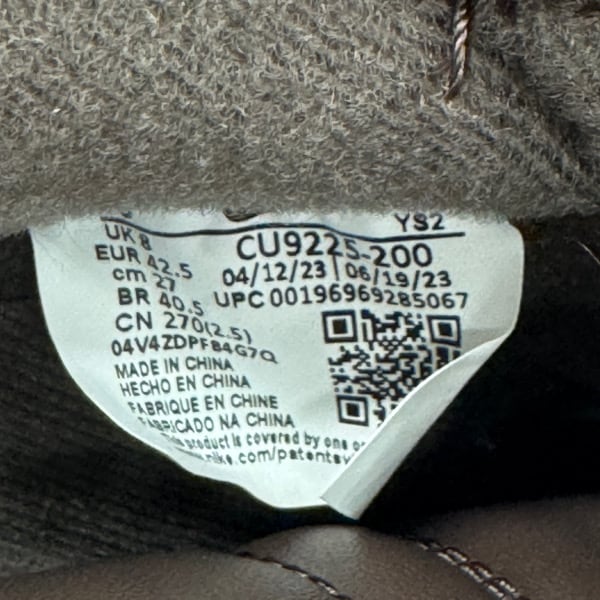 YS2
UK 8
EUR 42.5
cm 27
BR 40.5
CN 270(2.5)
CU9225-200
04/12/23 | 06/19/23
UPC 00196969285067
04V4ZDPF84G7Q
MADE IN CHINA
HECHO EN CHINA
FABRIQUE EN CHINE
FABRICADO NA CHINA
This product is covered by one
nike.com/patents